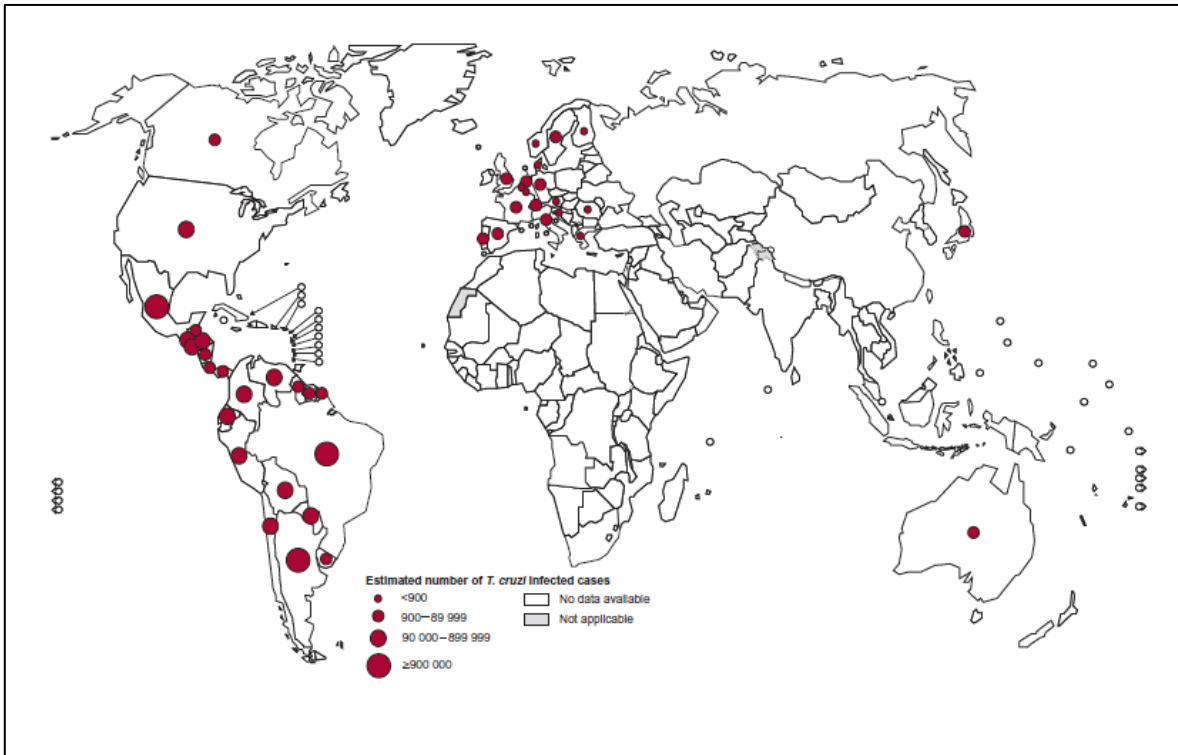 Estimated number of T. cruzi infected cases
<900
900–89 999
90 000–899 999
≥900 000
No data available
Not applicable